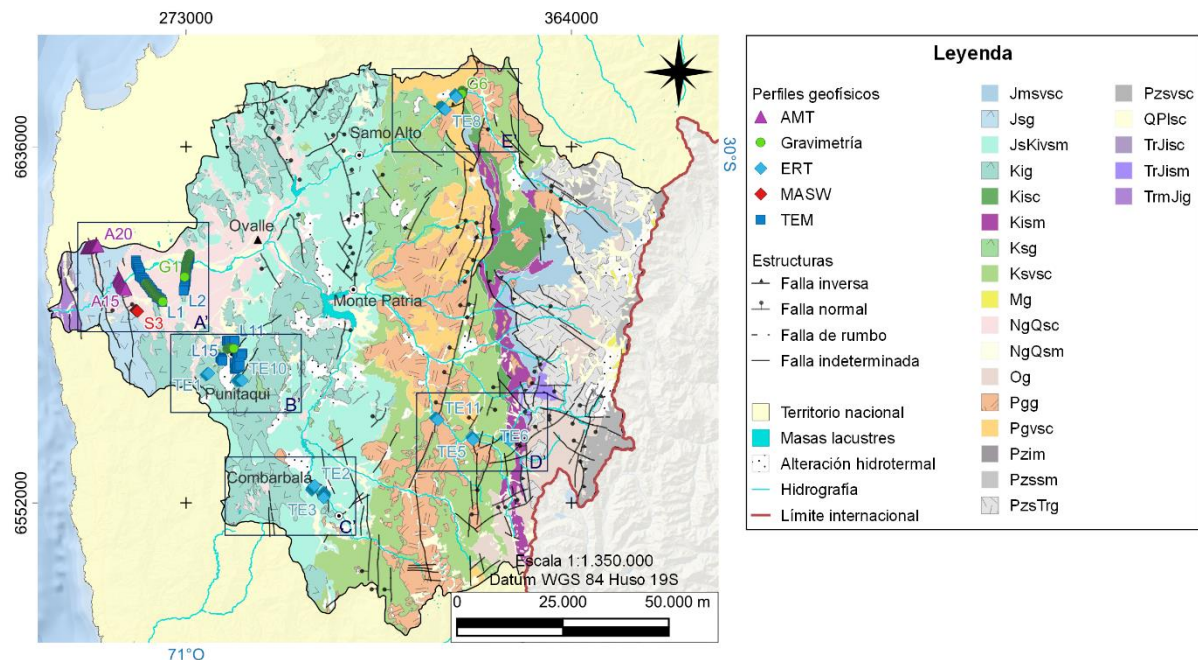 273000
364000
6636000
6552000
30°S
71°O
G6
TE8
E'
Samo Alto
Ovalle
A20
G1
A15
L1
L2
S3
A'
Monte Patria
L11
L15
TE10
TE1
Punitaqui
B'
TE11
TE5
TE6
D'
Combarbalá
TE2
TE3
C'
Escala 1:1.350.000
Datum WGS 84 Huso 19S
0 25.000 50.000 m
Leyenda
Perfiles geofísicos
AMT
Gravimetría
ERT
MASW
TEM
Estructuras
Falla inversa
Falla normal
Falla de rumbo
Falla indeterminada
Territorio nacional
Masas lacustres
Alteración hidrotermal
Hidrografía
Límite internacional
Jmsvsc
Jsg
JsKivsm
Kig
Kisc
Kism
Ksg
Ksvsc
Mg
NgQsc
NgQsm
Og
Pgg
Pgvsc
Pzim
Pzssm
PzsTrg
Pzsvsc
QPlsc
TrJisc
TrJism
TrmJig